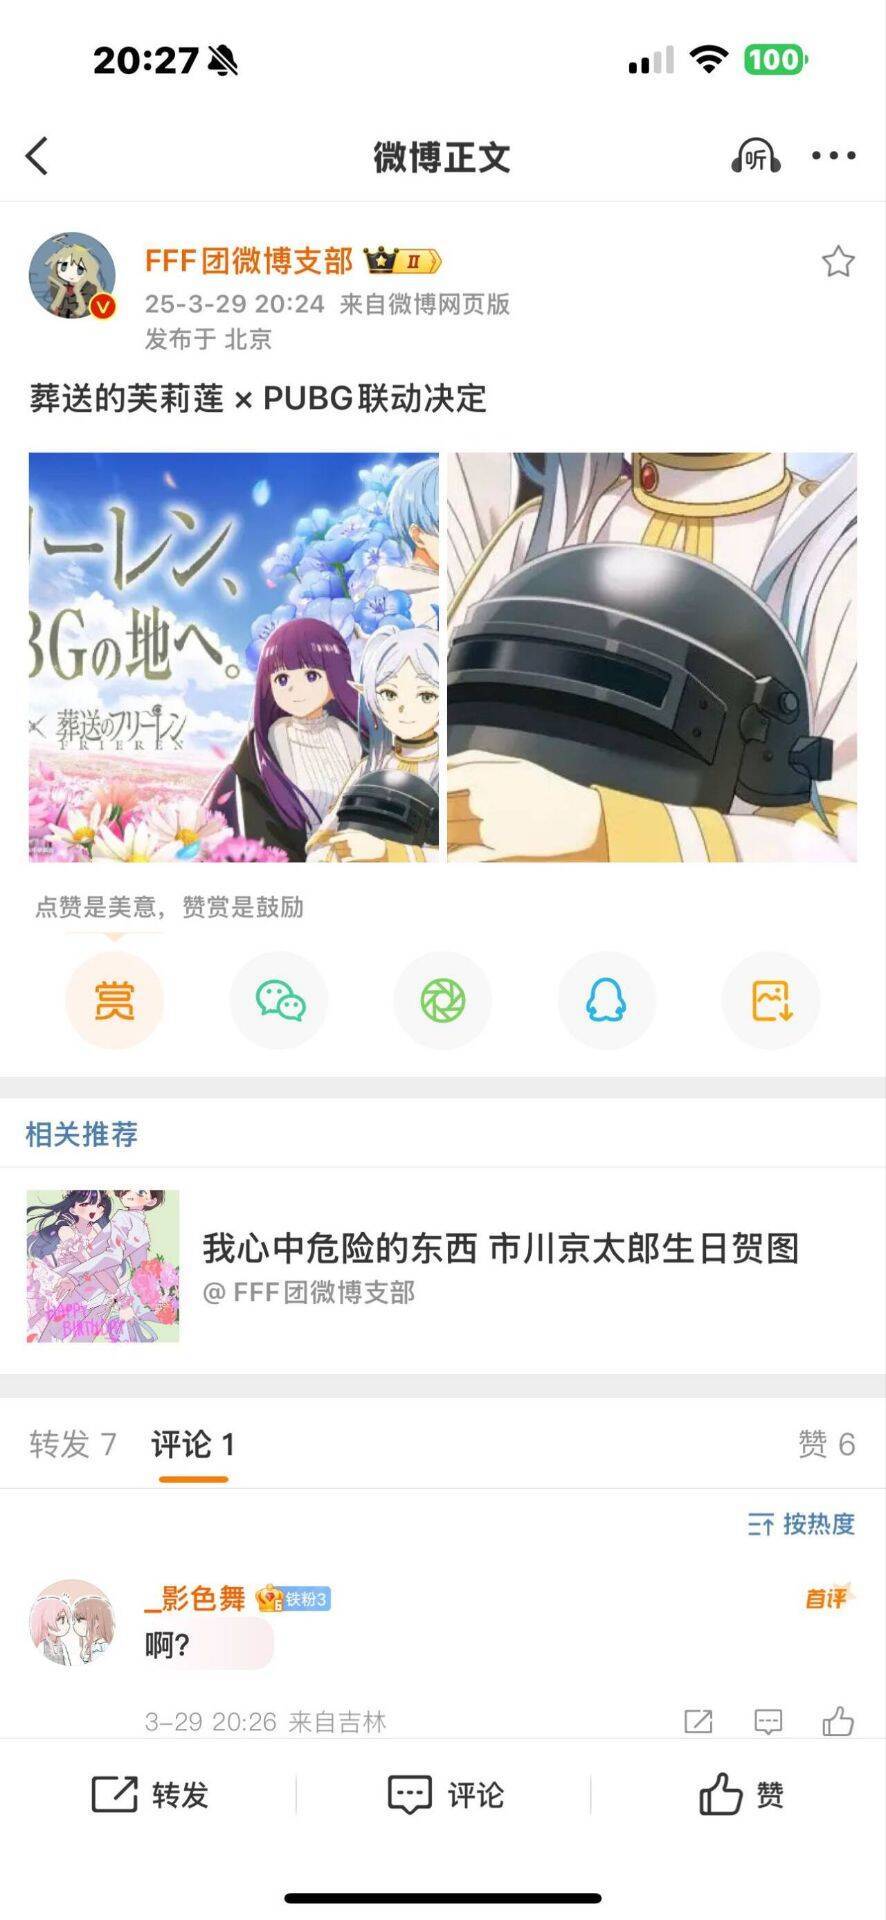 20:27
100
微博正文
听
FFF团微博支部
II
V
25-3-29 20:24 来自微博网页版
发布于 北京
葬送的芙莉莲 × PUBG联动决定
リーレン、
BGの地へ。
× 葬送のフリーレン
FRIEREN
点赞是美意，赞赏是鼓励
赏
相关推荐
我心中危险的东西 市川京太郎生日贺图
@ FFF团微博支部
HAPPY
BIRTHDAY
转发 7
评论 1
赞 6
按热度
_影色舞
铁粉3
首评
啊?
3-29 20:26 来自吉林
转发
评论
赞